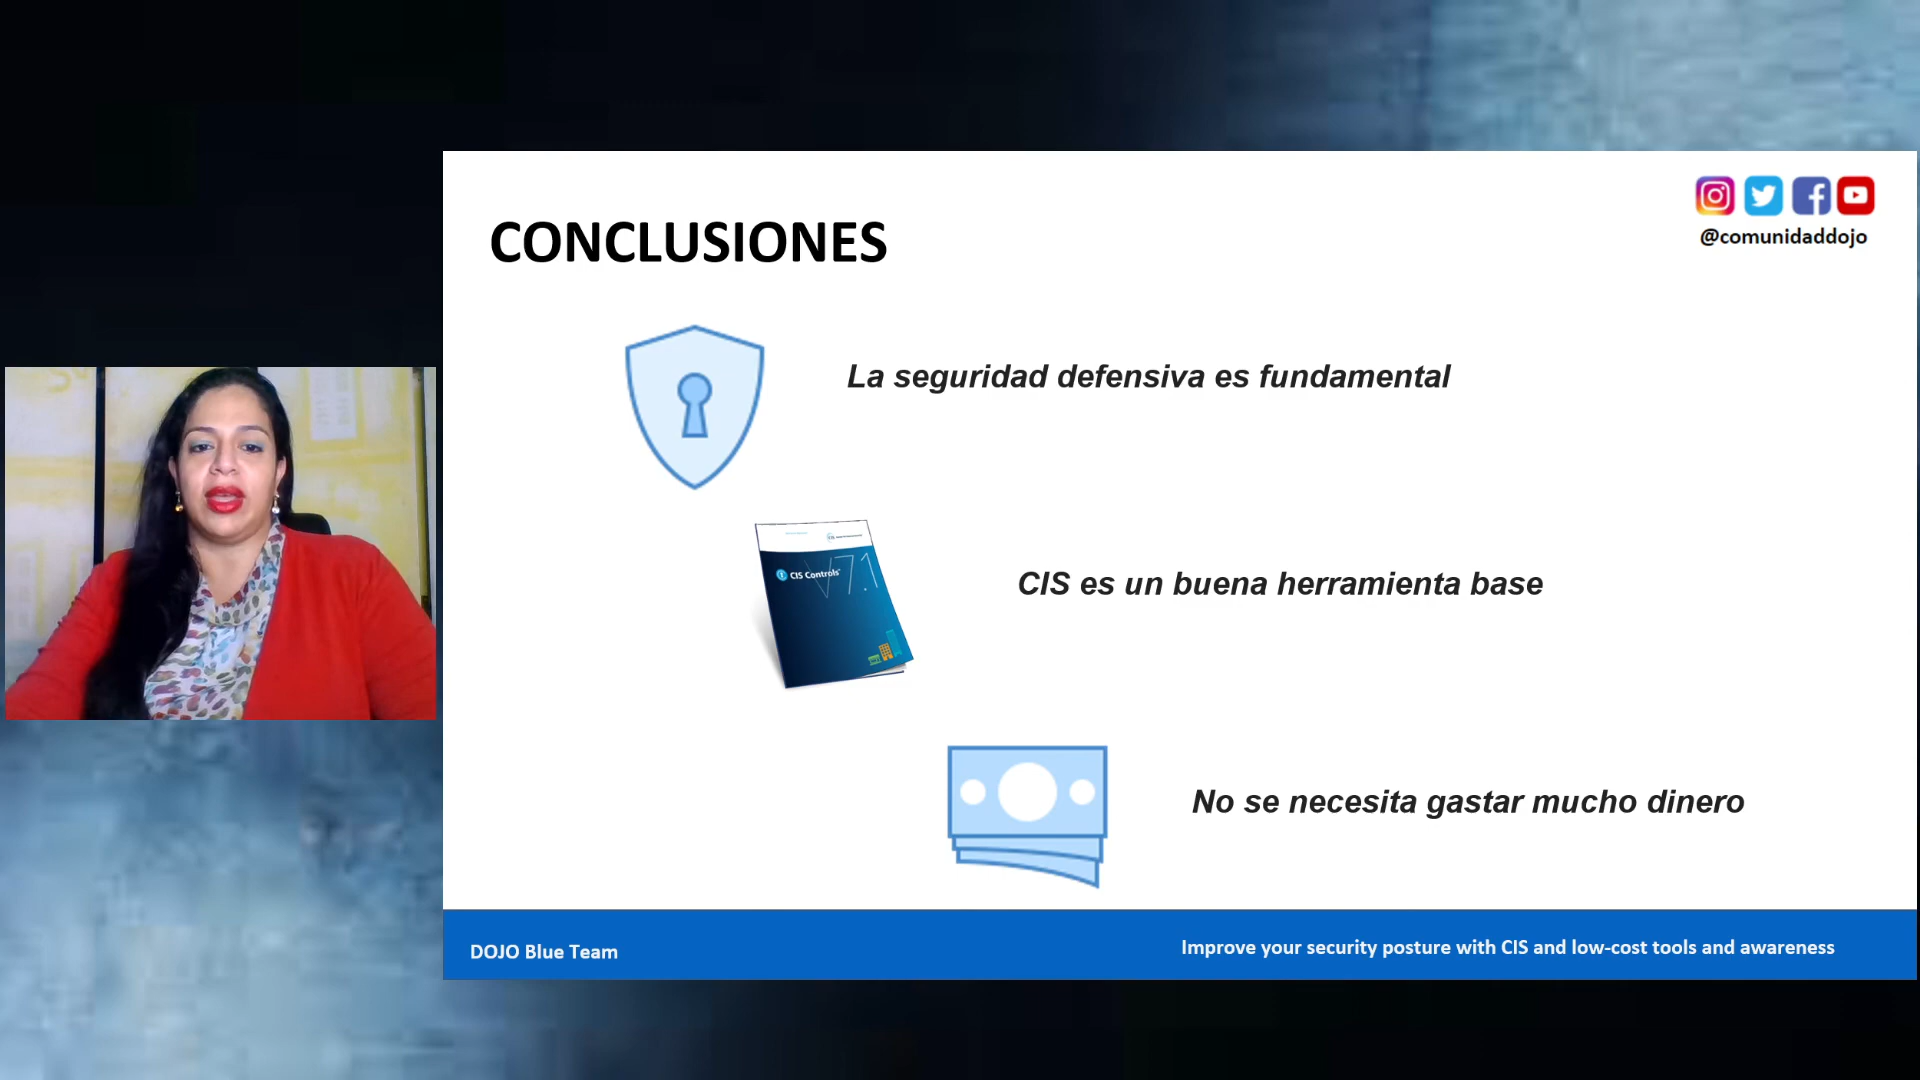 CONCLUSIONES
@comunidaddojo
La seguridad defensiva es fundamental
CIS Controls
V7.1
CIS es un buena herramienta base
No se necesita gastar mucho dinero
DOJO Blue Team
Improve your security posture with CIS and low-cost tools and awareness